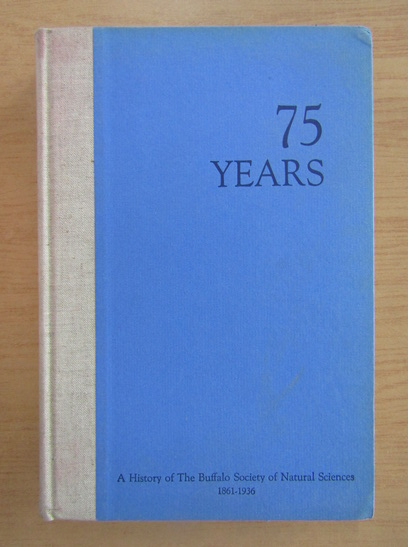 75
YEARS
A History of The Buffalo Society of Natural Sciences
1861-1936